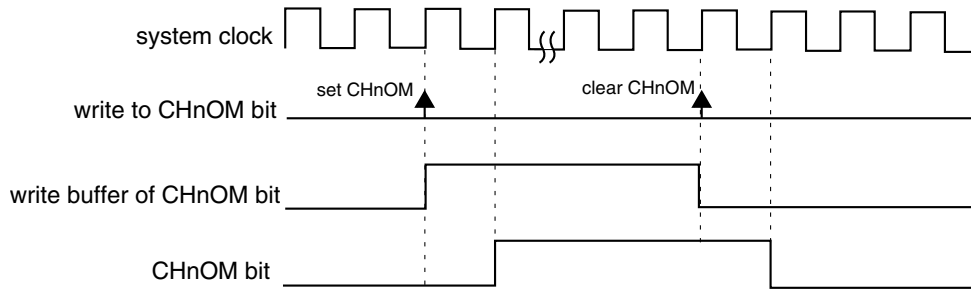 system clock
set CHnOM
clear CHnOM
write to CHnOM bit
write buffer of CHnOM bit
CHnOM bit